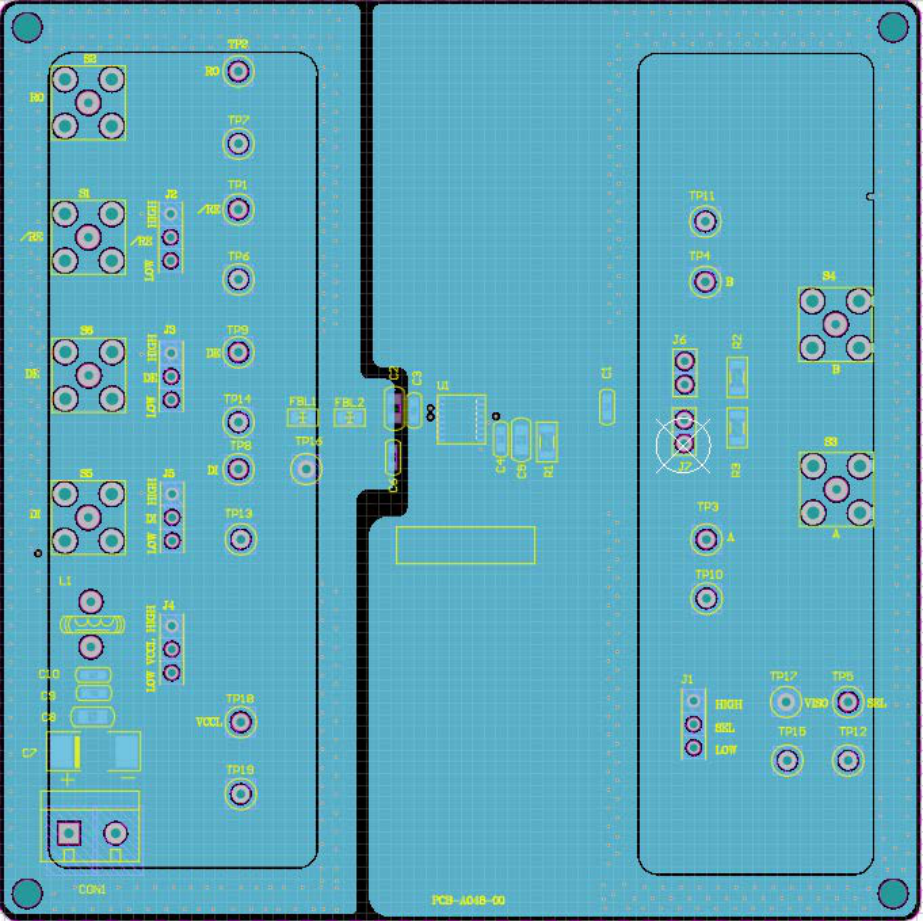 TP2
S2
RO
RO
TP7
S1
J2
TP1
HIGH
/RE
/RE
/RE
LOW
TP11
TP6
TP4
B
S4
S6
J3
TP9
HIGH
DE
DE
DE
LOW
J6
R2
B
C2
C3
U1
C1
TP14
FBL1
FBL2
TP8
TP16
DI
C6
C4
C5
R1
J7
R3
S3
S5
J5
HIGH
DI
DI
LOW
TP13
TP3
A
A
L1
TP10
J4
HIGH
VCCL
LOW
C10
C9
C8
C7
+
−
TP18
VCCL
J1
HIGH
SEL
LOW
TP17
VISO
TP5
SEL
TP15
TP12
TP19
CON1
PCB-A048-00